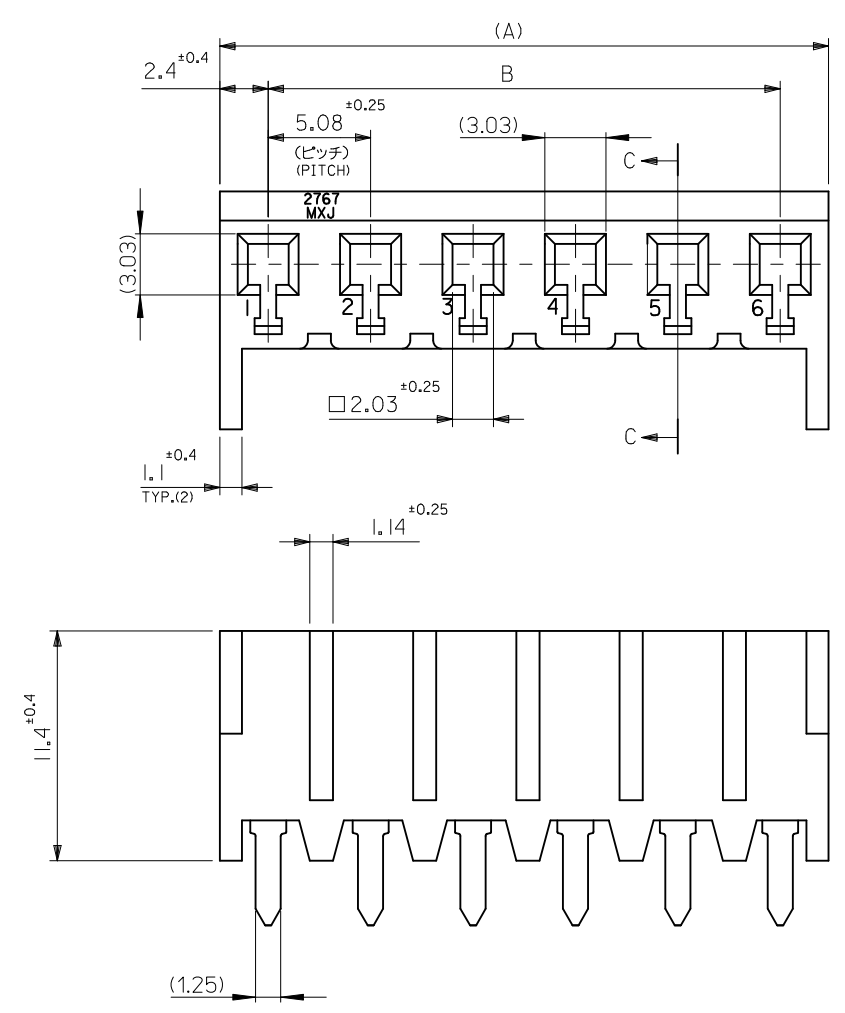 (A)
2.4±0.4
B
5.08±0.25
(ピッチ)
(PITCH)
(3.03)
C
2767
MXJ
(3.03)
1 2 3 4 5 6
□2.03±0.25
C
1.1±0.4
TYP.(2)
1.14±0.25
11.4±0.4
(1.25)